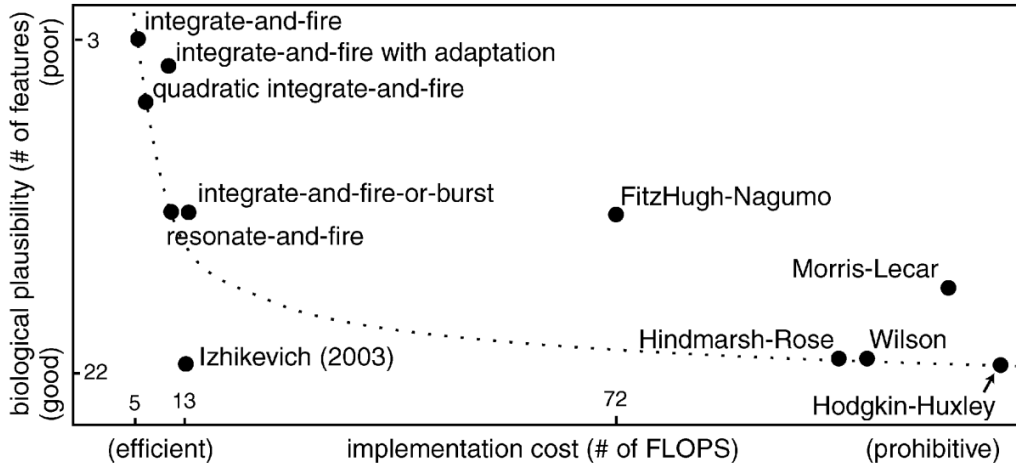 biological plausibility (# of features)
(poor)
(good)
3
22
integrate-and-fire
integrate-and-fire with adaptation
quadratic integrate-and-fire
integrate-and-fire-or-burst
resonate-and-fire
FitzHugh-Nagumo
Morris-Lecar
Hindmarsh-Rose
Wilson
Izhikevich (2003)
Hodgkin-Huxley
5
13
72
(efficient)
implementation cost (# of FLOPS)
(prohibitive)